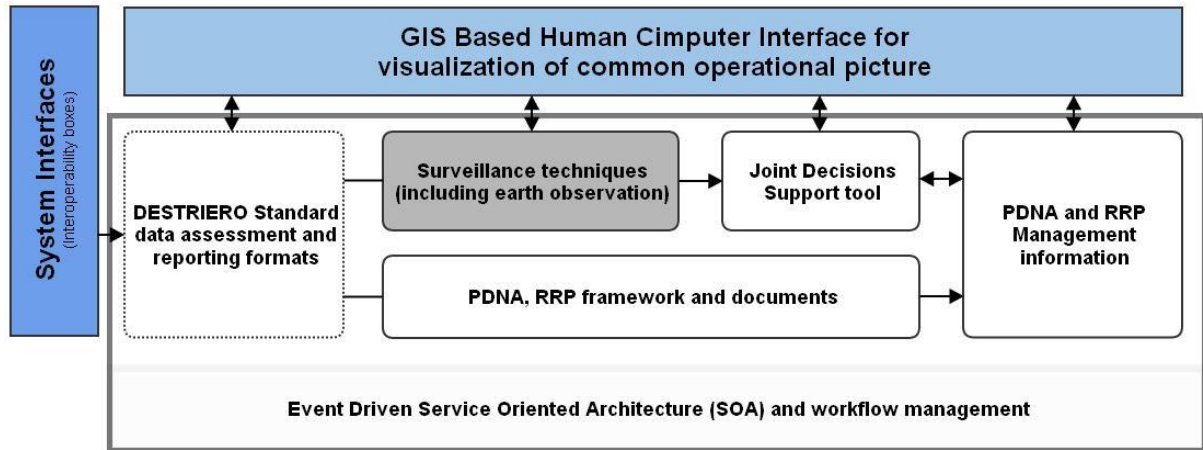 System Interfaces
(Interoperability boxes)
GIS Based Human Cimputer Interface for
visualization of common operational picture
DESTRIERO Standard
data assessment and
reporting formats
Surveillance techniques
(including earth observation)
Joint Decisions
Support tool
PDNA and RRP
Management
information
PDNA, RRP framework and documents
Event Driven Service Oriented Architecture (SOA) and workflow management